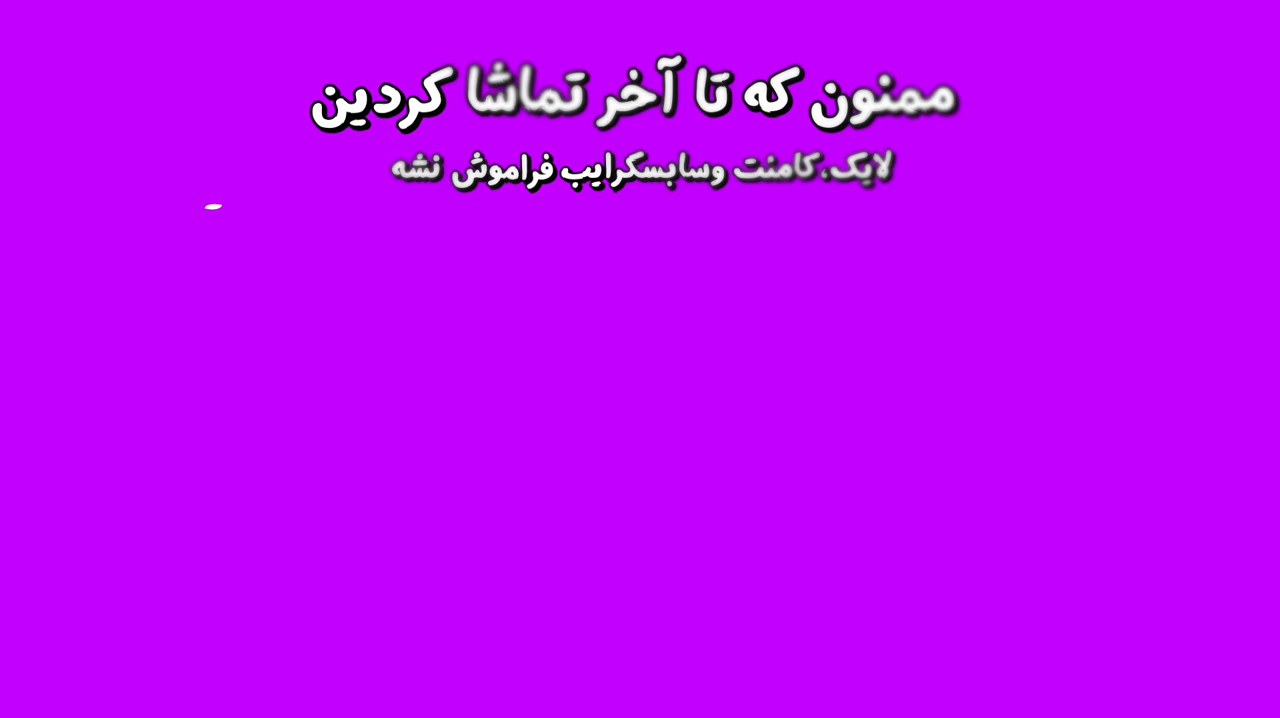 ممنون که تا آخر تماشا کردین
لایک،کامنت وسابسکرایب فراموش نشه